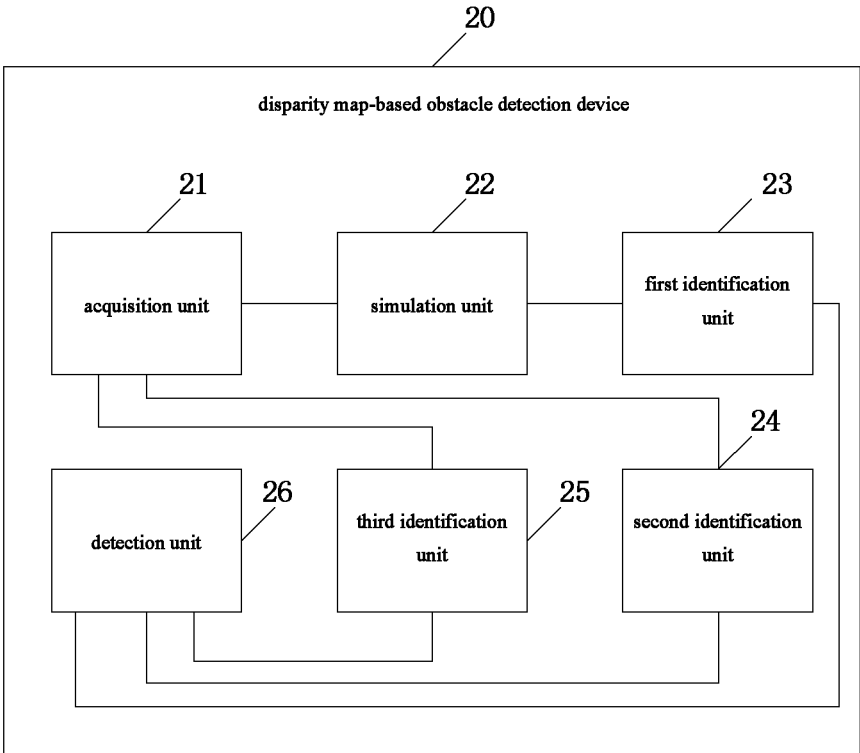 20
disparity map-based obstacle detection device
21
22
23
acquisition unit
simulation unit
first identification
unit
24
26
25
detection unit
third identification
unit
second identification
unit